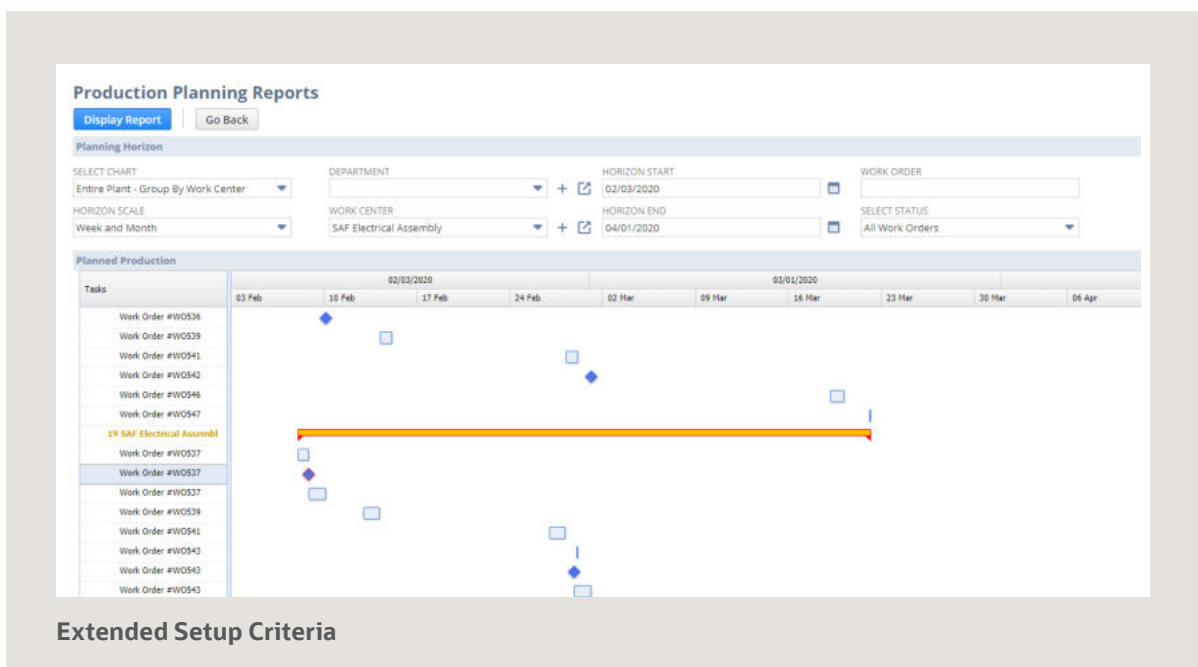 Production Planning Reports
Display Report Go Back
Planning Horizon
SELECT CHART DEPARTMENT HORIZON START WORK ORDER
Entire Plant - Group By Work Center 02/03/2020
HORIZON SCALE WORK CENTER HORIZON END SELECT STATUS
Week and Month SAF Electrical Assembly 04/01/2020 All Work Orders
Planned Production
Tasks 02/03/2020 03/01/2020
03 Feb 10 Feb 17 Feb 24 Feb 02 Mar 09 Mar 16 Mar 23 Mar 30 Mar 06 Apr
Work Order #WO536
Work Order #WO539
Work Order #WO541
Work Order #WO542
Work Order #WO546
Work Order #WO547
19 SAF Electrical Assembl
Work Order #WO537
Work Order #WO537
Work Order #WO537
Work Order #WO539
Work Order #WO541
Work Order #WO543
Work Order #WO543
Work Order #WO543
Extended Setup Criteria